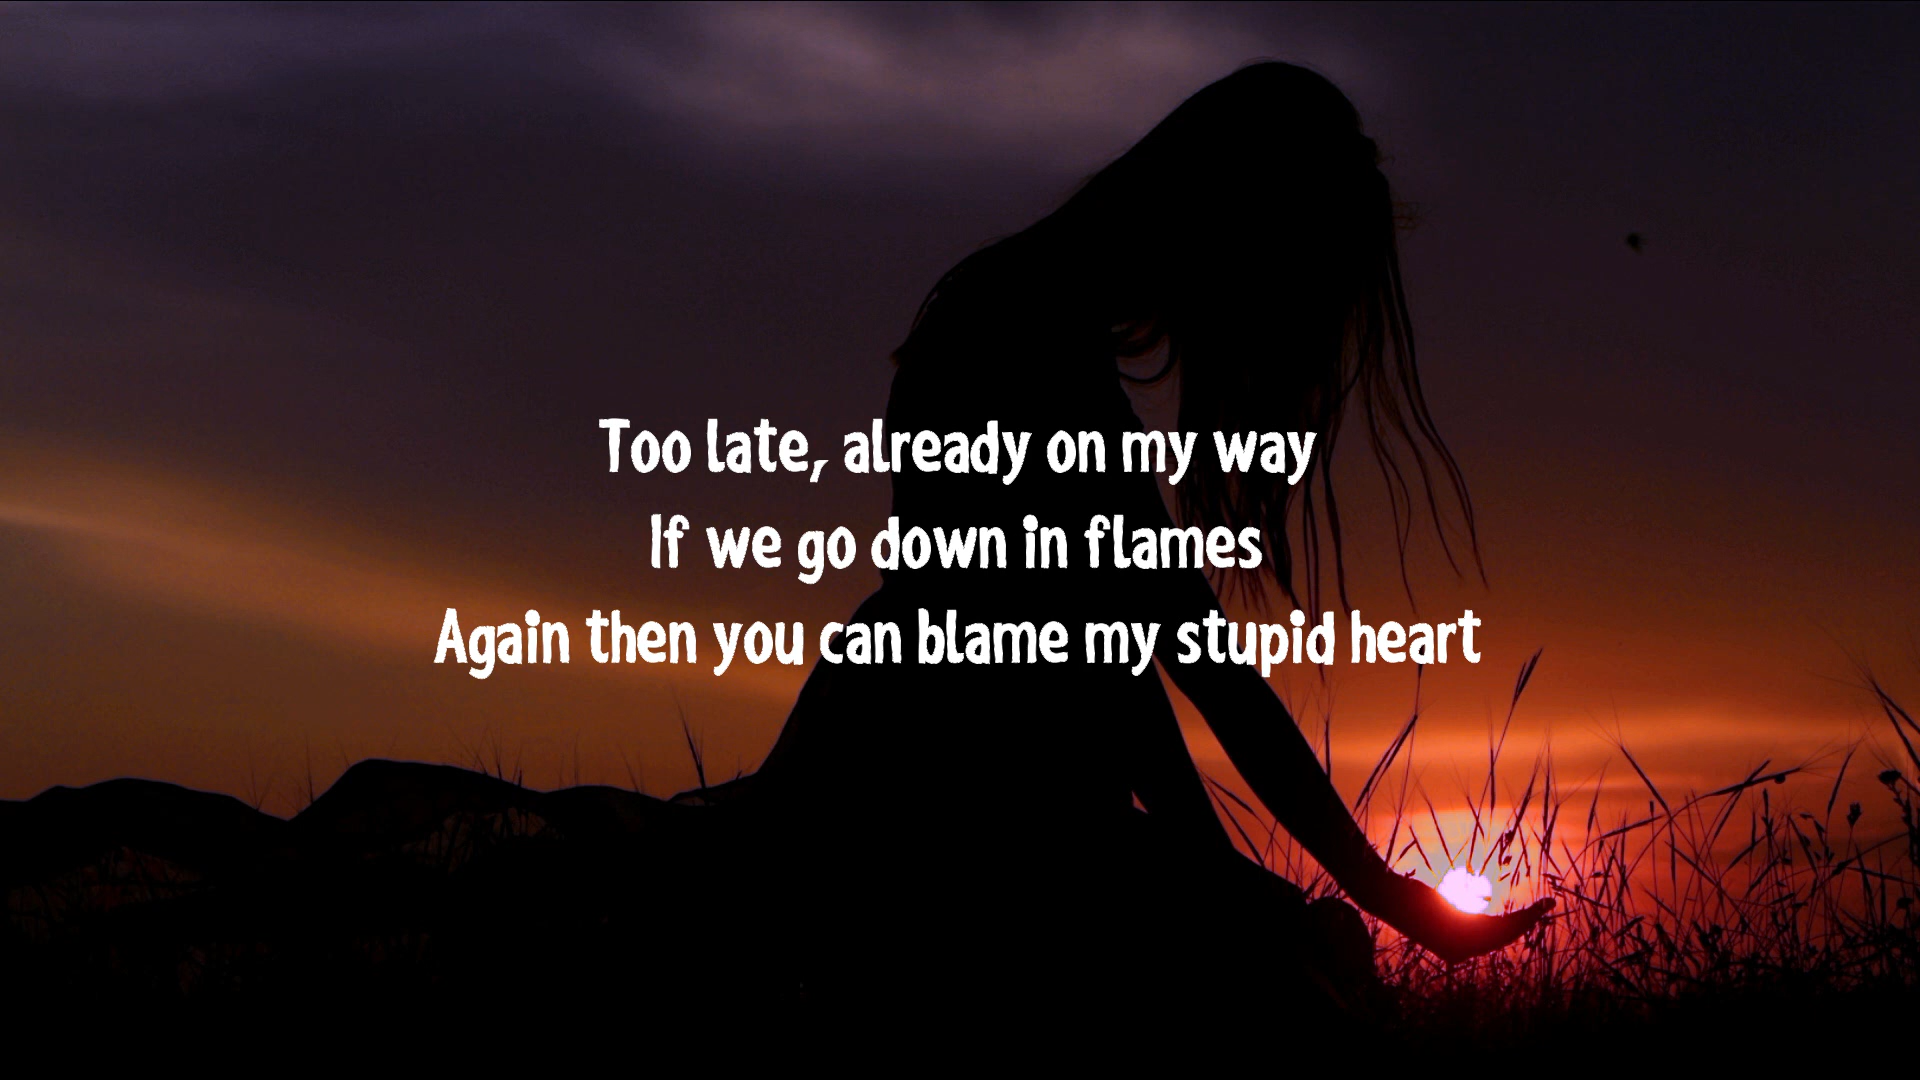 Too late, already on my way
If we go down in flames
Again then you can blame my stupid heart